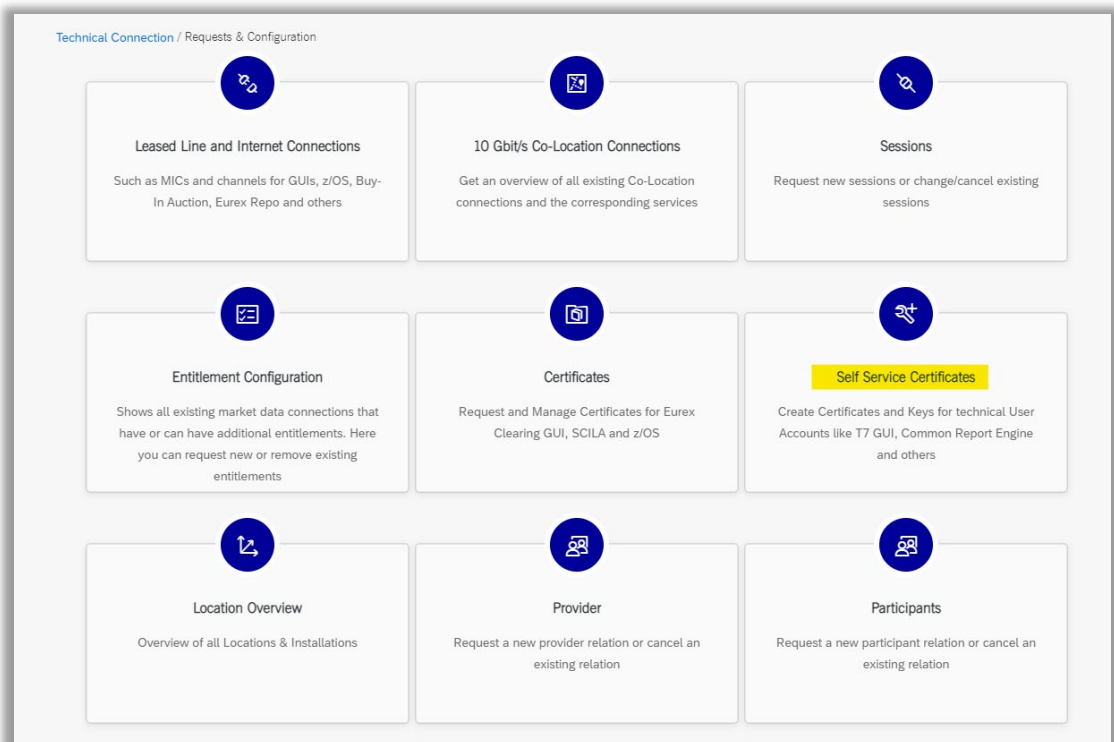 Technical Connection / Requests & Configuration
Leased Line and Internet Connections
Such as MICs and channels for GUIs, z/OS, Buy-
In Auction, Eurex Repo and others
10 Gbit/s Co-Location Connections
Get an overview of all existing Co-Location
connections and the corresponding services
Sessions
Request new sessions or change/cancel existing
sessions
Entitlement Configuration
Shows all existing market data connections that
have or can have additional entitlements. Here
you can request new or remove existing
entitlements
Certificates
Request and Manage Certificates for Eurex
Clearing GUI, SCILA and z/OS
Self Service Certificates
Create Certificates and Keys for technical User
Accounts like T7 GUI, Common Report Engine
and others
Location Overview
Overview of all Locations & Installations
Provider
Request a new provider relation or cancel an
existing relation
Participants
Request a new participant relation or cancel an
existing relation